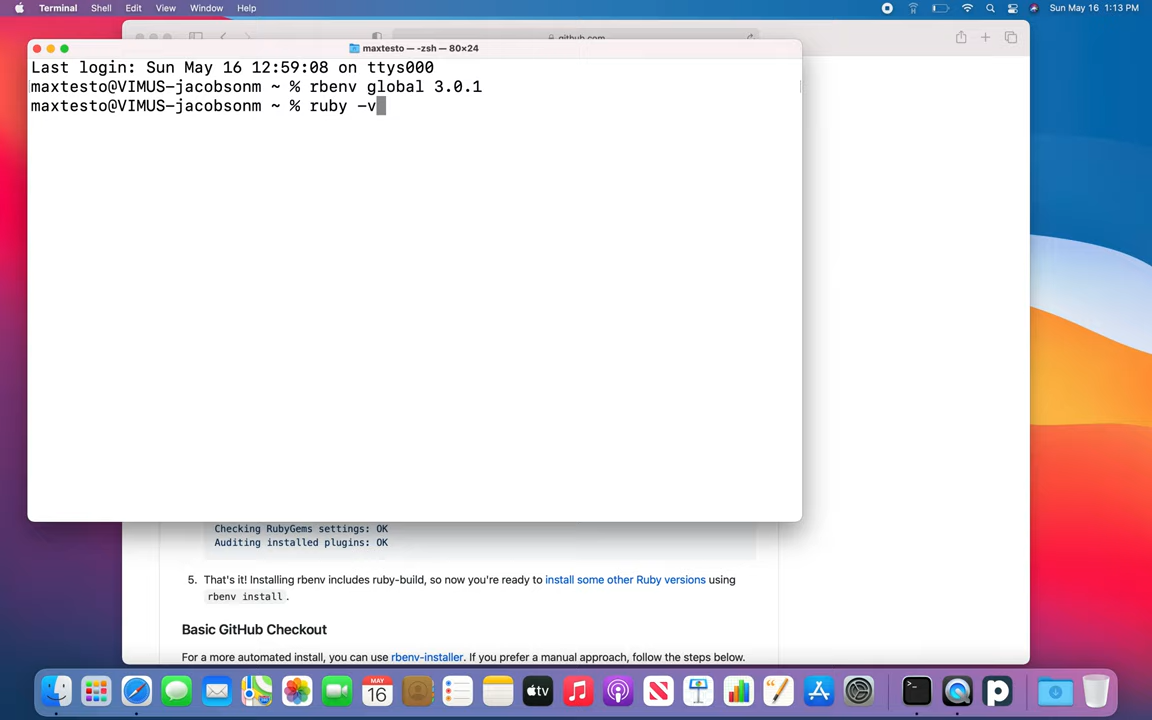 Terminal Shell Edit View Window Help
Sun May 16 1:13 PM
github.com
maxtesto — -zsh — 80×24
Last login: Sun May 16 12:59:08 on ttys000
maxtesto@VIMUS-jacobsonm ~ % rbenv global 3.0.1
maxtesto@VIMUS-jacobsonm ~ % ruby -v
Checking RubyGems settings: OK
Auditing installed plugins: OK
5. That's it! Installing rbenv includes ruby-build, so now you're ready to install some other Ruby versions using
rbenv install .
Basic GitHub Checkout
For a more automated install, you can use rbenv-installer. If you prefer a manual approach, follow the steps below.
MAY
16
tv